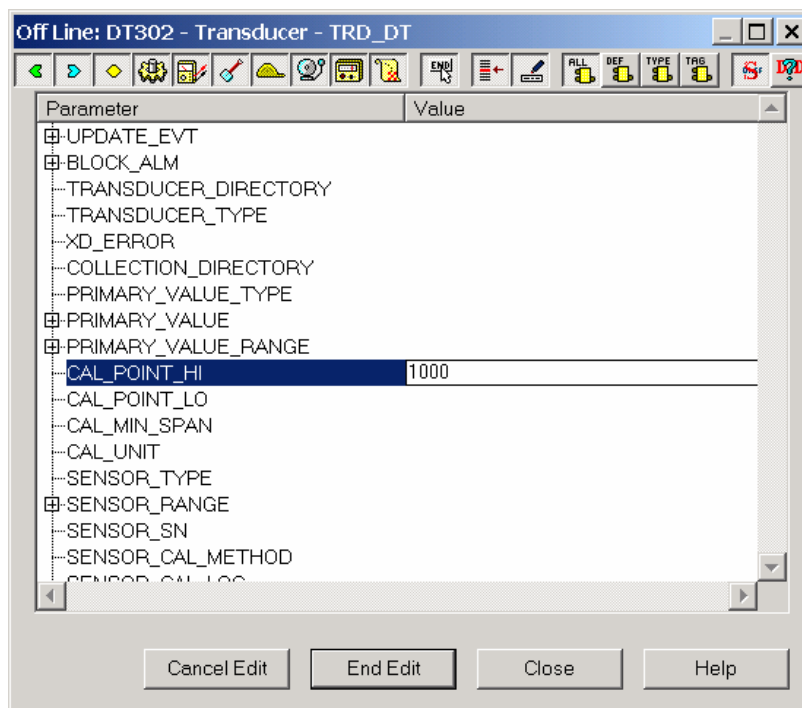 Off Line: DT302 - Transducer - TRD_DT
END
ALL DEF TYPE TAG
Parameter Value
UPDATE_EVT
BLOCK_ALM
TRANSDUCER_DIRECTORY
TRANSDUCER_TYPE
XD_ERROR
COLLECTION_DIRECTORY
PRIMARY_VALUE_TYPE
PRIMARY_VALUE
PRIMARY_VALUE_RANGE
CAL_POINT_HI 1000
CAL_POINT_LO
CAL_MIN_SPAN
CAL_UNIT
SENSOR_TYPE
SENSOR_RANGE
SENSOR_SN
SENSOR_CAL_METHOD
SENSOR_CAL_LOC
Cancel Edit End Edit Close Help